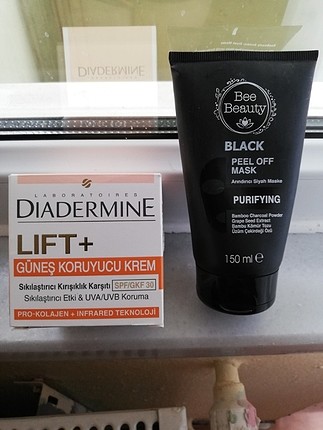 DIADERMINE
LABORATOIRES
DIADERMINE
LIFT+
GÜNEŞ KORUYUCU KREM
Sıkılaştırıcı Kırışıklık Karşıtı SPF/GKF 30
Sıkılaştırıcı Etki & UVA/UVB Koruma
PRO-KOLAJEN + INFRARED TEKNOLOJİ
Bee
Beauty
BLACK
PEEL OFF
MASK
Arındırıcı Siyah Maske
PURIFYING
Bamboo Charcoal Powder
Grape Seed Extract
Bambu Kömür Tozu
Üzüm Çekirdeği Özü
150 ml e